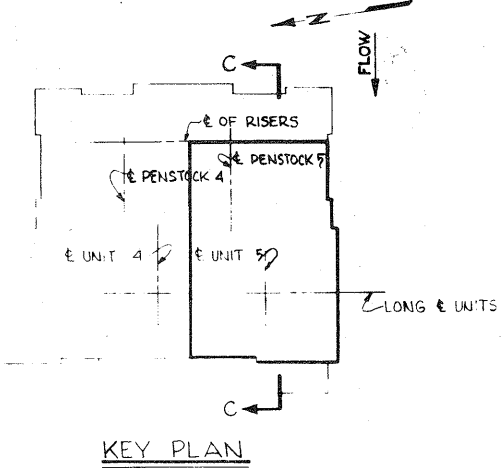 N
C
FLOW
℄ OF RISERS
℄ PENSTOCK 4
℄ PENSTOCK 5
℄ UNIT 4
℄ UNIT 5
LONG ℄ UNITS
C
KEY PLAN